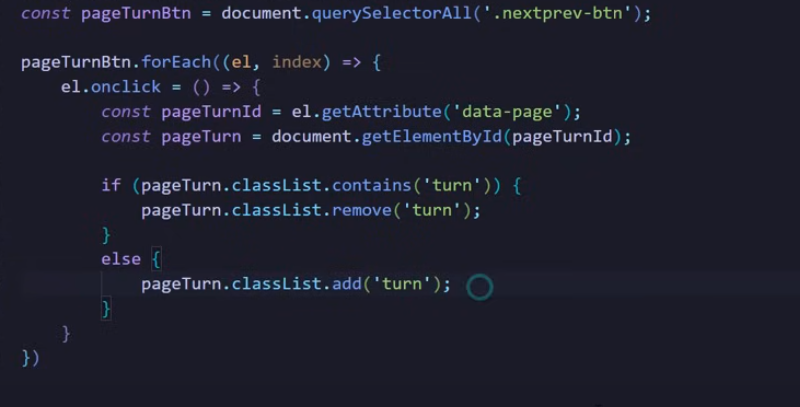 const pageTurnBtn = document.querySelectorAll('.nextprev-btn');
pageTurnBtn.forEach((el, index) => {
el.onclick = () => {
const pageTurnId = el.getAttribute('data-page');
const pageTurn = document.getElementById(pageTurnId);
if (pageTurn.classList.contains('turn')) {
pageTurn.classList.remove('turn');
}
else {
pageTurn.classList.add('turn');
}
}
})